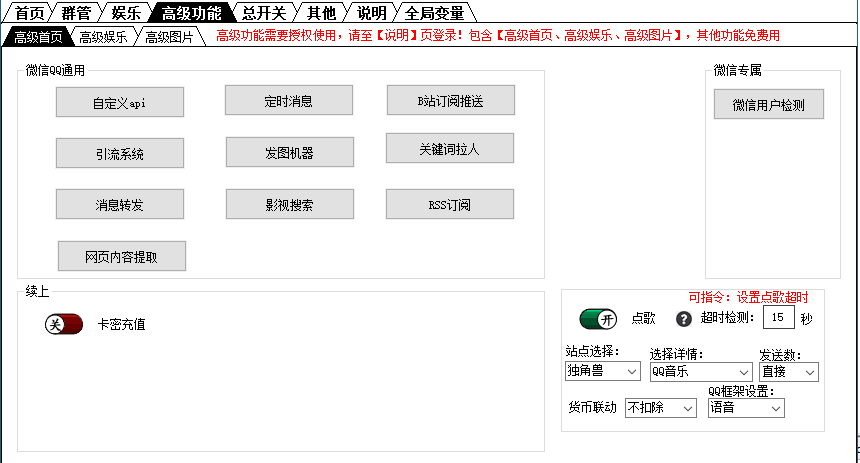 首页 群管 娱乐 高级功能 总开关 其他 说明 全局变量
高级首页 高级娱乐 高级图片 高级功能需要授权使用，请至【说明】页登录！包含【高级首页、高级娱乐、高级图片】，其他功能免费用
微信QQ通用
自定义api 定时消息 B站订阅推送
引流系统 发图机器 关键词拉人
消息转发 影视搜索 RSS订阅
网页内容提取
微信专属
微信用户检测
续上
关 卡密充值
可指令：设置点歌超时
开 点歌 ? 超时检测： 15 秒
站点选择： 选择详情： 发送数：
独角兽 QQ音乐 直接
QQ框架设置：
货币联动 不扣除 语音